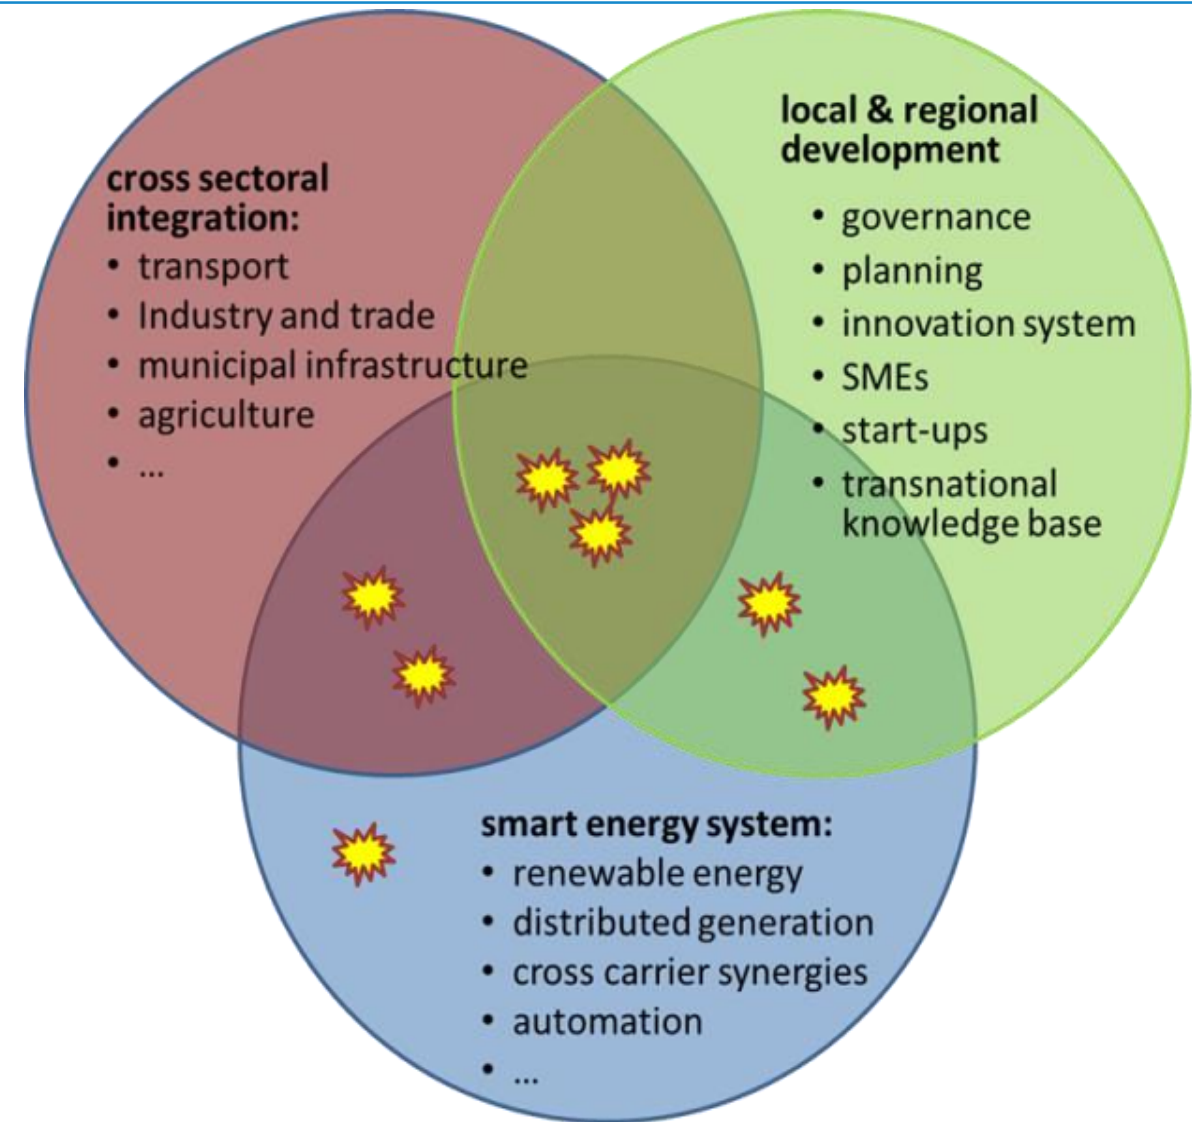 cross sectoral
integration:
• transport
• Industry and trade
• municipal infrastructure
• agriculture
• ...
local & regional
development
• governance
• planning
• innovation system
• SMEs
• start-ups
• transnational
knowledge base
smart energy system:
• renewable energy
• distributed generation
• cross carrier synergies
• automation
• ...